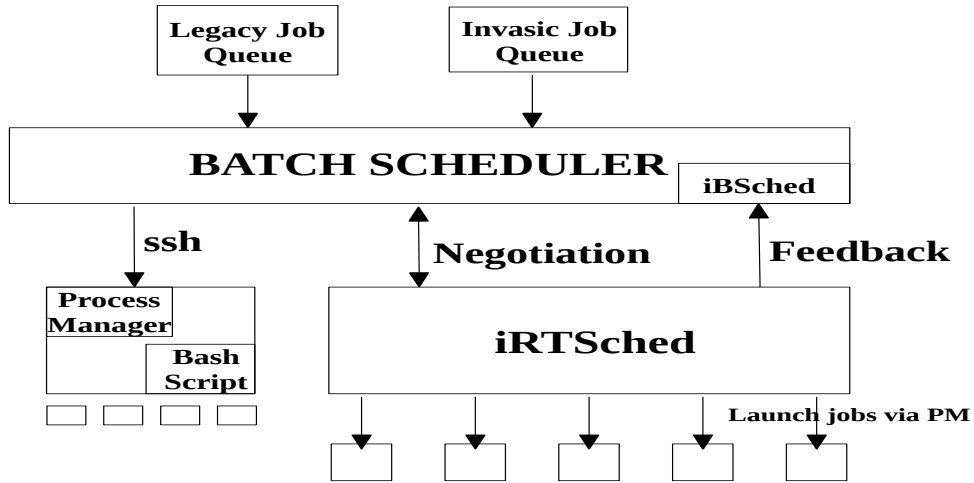 Legacy Job
Queue
Invasic Job
Queue
BATCH SCHEDULER
iBSched
ssh
Negotiation
Feedback
Process
Manager
Bash
Script
iRTSched
Launch jobs via PM